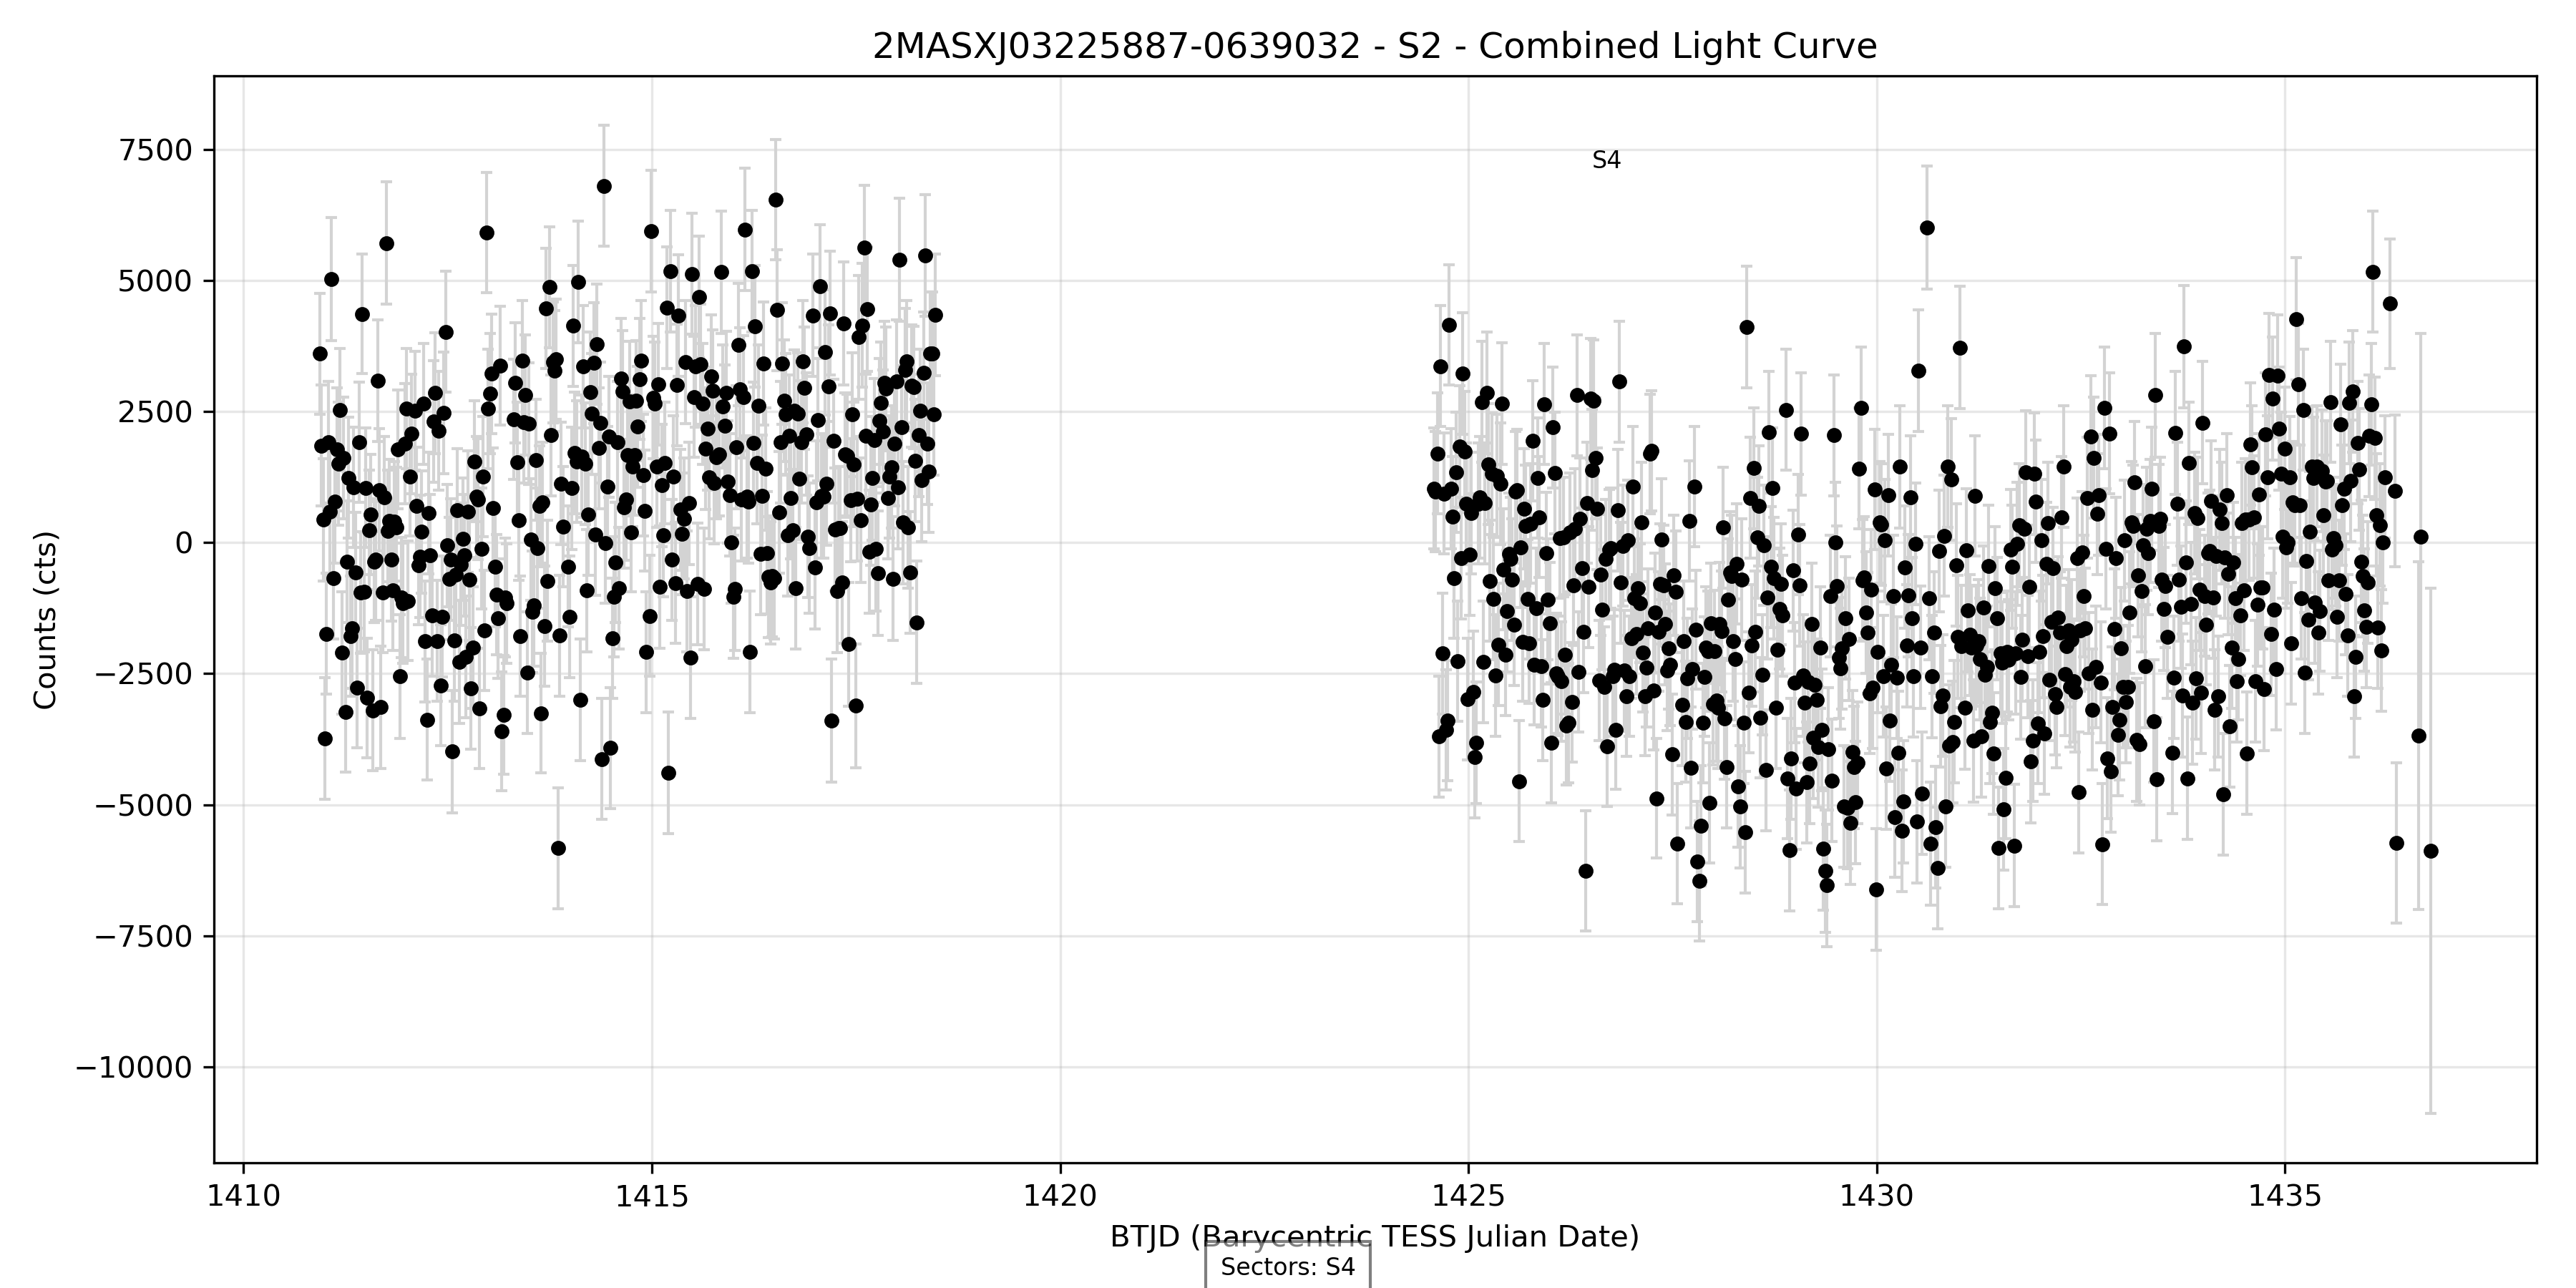 2MASXJ03225887-0639032 - S2 - Combined Light Curve
S4
7500
5000
2500
0
−2500
−5000
−7500
−10000
Counts (cts)
1410 1415 1420 1425 1430 1435
BTJD (Barycentric TESS Julian Date)
Sectors: S4